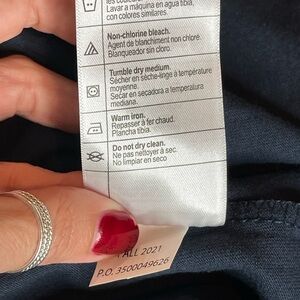 Lavar a máquina en agua tibia,
con colores similares.
Non-chlorine bleach.
Agent de blanchiment non chloré.
Blanqueador sin cloro.
Tumble dry medium.
Sécher en sèche-linge à température
moyenne.
Secar en secadora a temperatura
mediana.
Warm iron.
Repasser à fer chaud.
Plancha tibia.
Do not dry clean.
Ne pas nettoyer à sec.
No limpiar en seco
ALL 2021
P.O. 3500049626